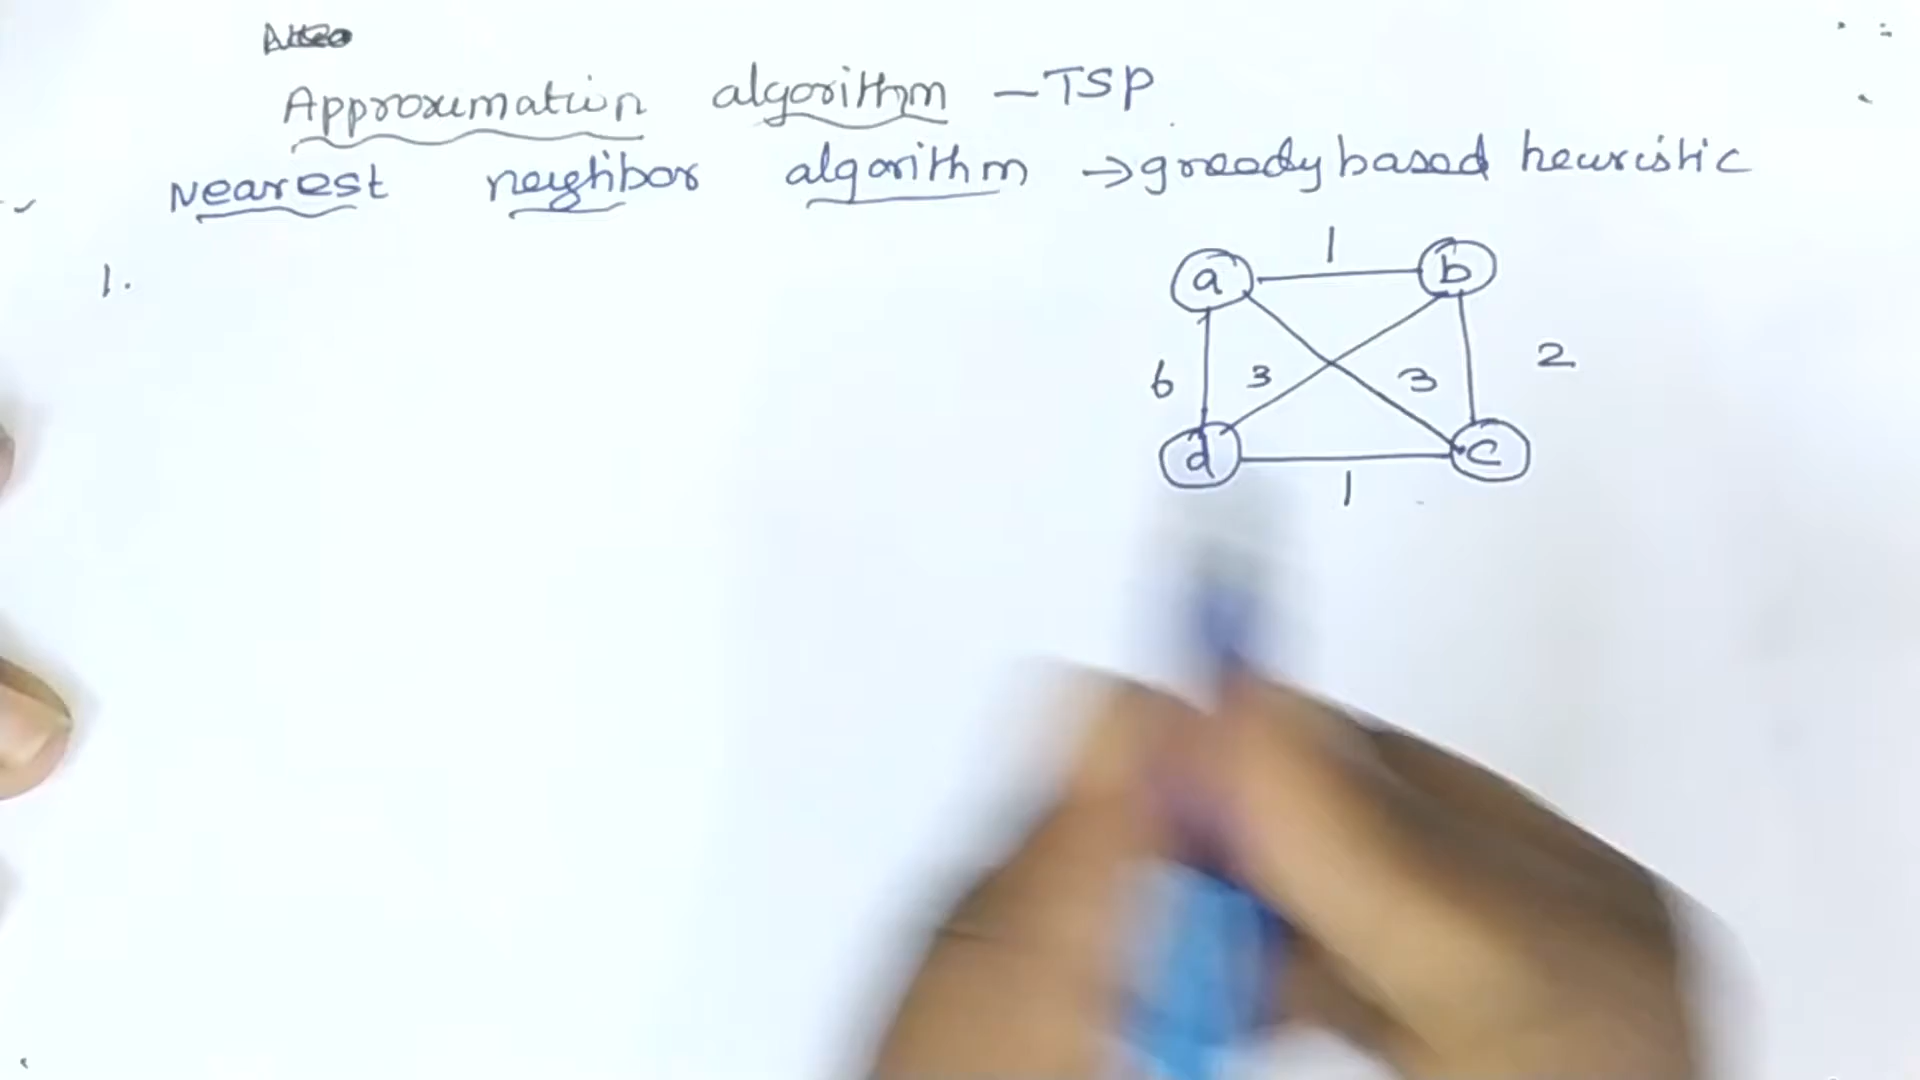 Approximation algorithm - TSP
Nearest neighbor algorithm → greedy based heuristic
1.
1
a b
6 3 3 2
d c
1